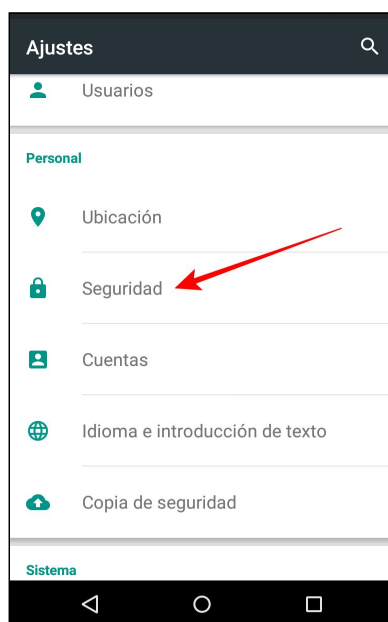 Ajustes
Usuarios
Personal
Ubicación
Seguridad
Cuentas
Idioma e introducción de texto
Copia de seguridad
Sistema